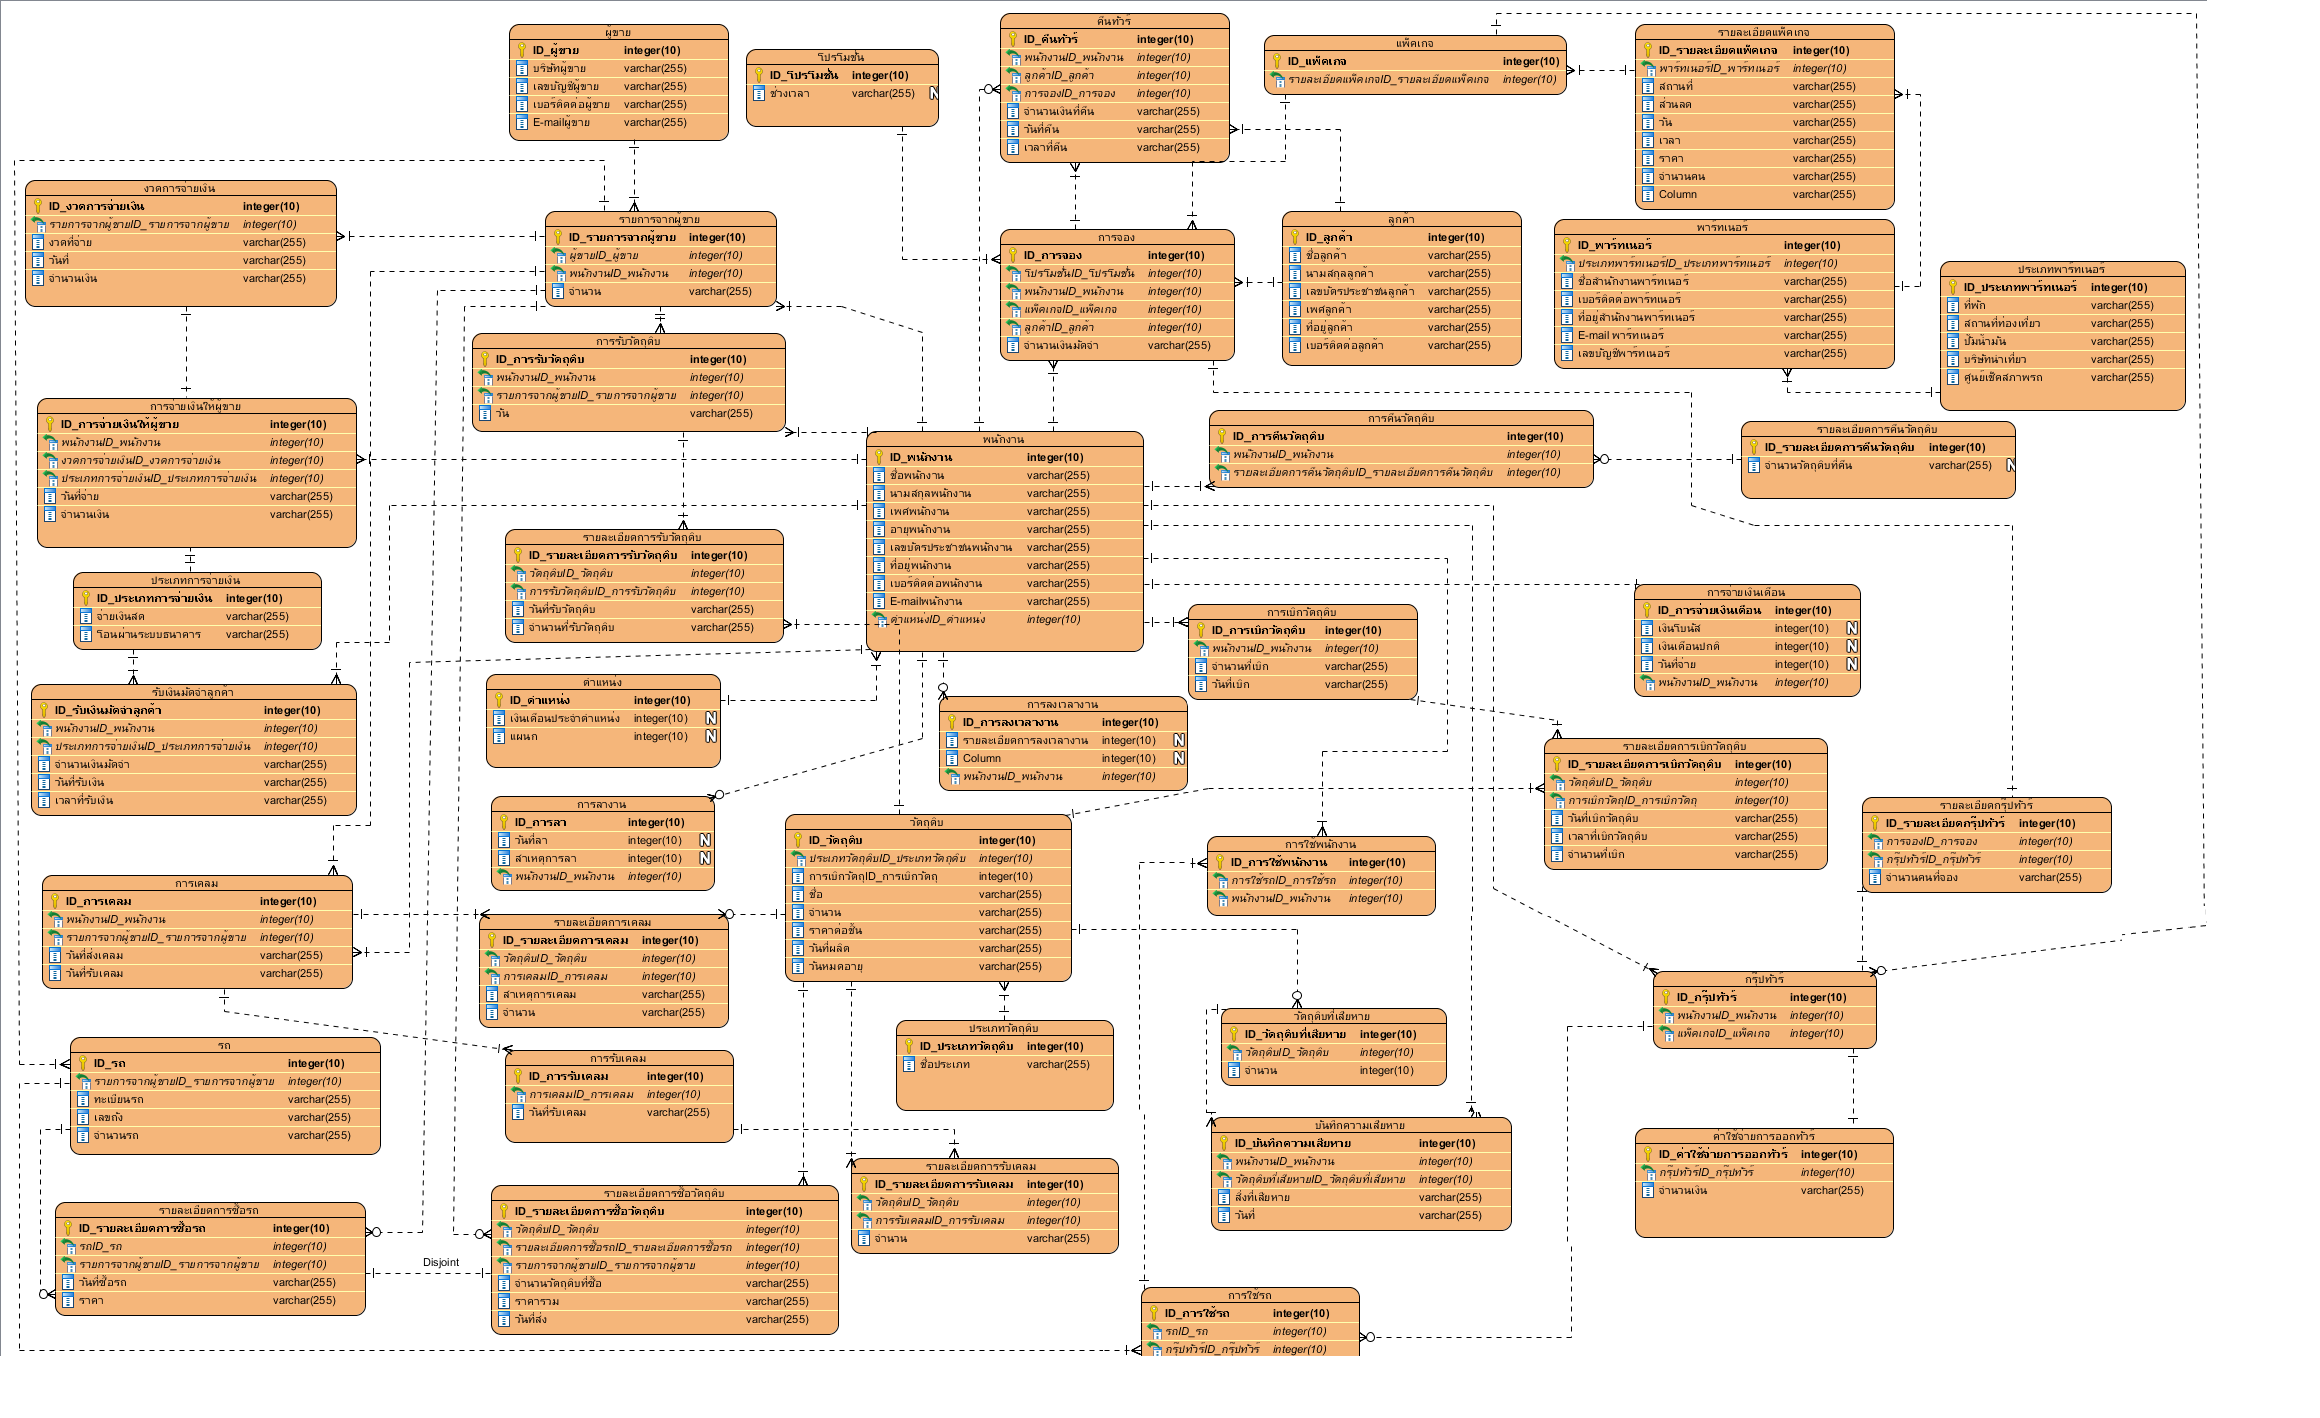 ผู้ขาย
ID_ผู้ขาย integer(10)
บริษัทผู้ขาย varchar(255)
เลขบัญชีผู้ขาย varchar(255)
เบอร์ติดต่อผู้ขาย varchar(255)
E-mailผู้ขาย varchar(255)
โปรโมชั่น
ID_โปรโมชั่น integer(10)
ช่วงเวลา varchar(255) N
คืนทัวร์
ID_คืนทัวร์ integer(10)
พนักงานID_พนักงาน integer(10)
ลูกค้าID_ลูกค้า integer(10)
การจองID_การจอง integer(10)
จำนวนเงินที่คืน varchar(255)
วันที่คืน varchar(255)
เวลาที่คืน varchar(255)
แพ็คเกจ
ID_แพ็คเกจ integer(10)
รายละเอียดแพ็คเกจID_รายละเอียดแพ็คเกจ integer(10)
รายละเอียดแพ็คเกจ
ID_รายละเอียดแพ็คเกจ integer(10)
พาร์ทเนอร์ID_พาร์ทเนอร์ integer(10)
สถานที่ varchar(255)
ส่วนลด varchar(255)
วัน varchar(255)
เวลา varchar(255)
ราคา varchar(255)
จำนวนคน varchar(255)
Column varchar(255)
งวดการจ่ายเงิน
ID_งวดการจ่ายเงิน integer(10)
รายการจากผู้ขายID_รายการจากผู้ขาย integer(10)
งวดที่จ่าย varchar(255)
วันที่ varchar(255)
จำนวนเงิน varchar(255)
รายการจากผู้ขาย
ID_รายการจากผู้ขาย integer(10)
ผู้ขายID_ผู้ขาย integer(10)
พนักงานID_พนักงาน integer(10)
จำนวน varchar(255)
การจอง
ID_การจอง integer(10)
โปรโมชั่นID_โปรโมชั่น integer(10)
พนักงานID_พนักงาน integer(10)
แพ็คเกจID_แพ็คเกจ integer(10)
ลูกค้าID_ลูกค้า integer(10)
จำนวนเงินมัดจำ varchar(255)
ลูกค้า
ID_ลูกค้า integer(10)
ชื่อลูกค้า varchar(255)
นามสกุลลูกค้า varchar(255)
เลขบัตรประชาชนลูกค้า varchar(255)
เพศลูกค้า varchar(255)
ที่อยู่ลูกค้า varchar(255)
เบอร์ติดต่อลูกค้า varchar(255)
พาร์ทเนอร์
ID_พาร์ทเนอร์ integer(10)
ประเภทพาร์ทเนอร์ID_ประเภทพาร์ทเนอร์ integer(10)
ชื่อสำนักงานพาร์ทเนอร์ varchar(255)
เบอร์ติดต่อพาร์ทเนอร์ varchar(255)
ที่อยู่สำนักงานพาร์ทเนอร์ varchar(255)
E-mail พาร์ทเนอร์ varchar(255)
เลขบัญชีพาร์ทเนอร์ varchar(255)
ประเภทพาร์ทเนอร์
ID_ประเภทพาร์ทเนอร์ integer(10)
ที่พัก varchar(255)
สถานที่ท่องเที่ยว varchar(255)
ปั้มน้ำมัน varchar(255)
บริษัทนำเที่ยว varchar(255)
ศูนย์เช็คสภาพรถ varchar(255)
การรับวัตถุดิบ
ID_การรับวัตถุดิบ integer(10)
พนักงานID_พนักงาน integer(10)
รายการจากผู้ขายID_รายการจากผู้ขาย integer(10)
วัน varchar(255)
การจ่ายเงินให้ผู้ขาย
ID_การจ่ายเงินให้ผู้ขาย integer(10)
พนักงานID_พนักงาน integer(10)
งวดการจ่ายเงินID_งวดการจ่ายเงิน integer(10)
ประเภทการจ่ายเงินID_ประเภทการจ่ายเงิน integer(10)
วันที่จ่าย varchar(255)
จำนวนเงิน varchar(255)
พนักงาน
ID_พนักงาน integer(10)
ชื่อพนักงาน varchar(255)
นามสกุลพนักงาน varchar(255)
เพศพนักงาน varchar(255)
อายุพนักงาน varchar(255)
เลขบัตรประชาชนพนักงาน varchar(255)
ที่อยู่พนักงาน varchar(255)
เบอร์ติดต่อพนักงาน varchar(255)
E-mailพนักงาน varchar(255)
ตำแหน่งID_ตำแหน่ง integer(10)
การคืนวัตถุดิบ
ID_การคืนวัตถุดิบ integer(10)
พนักงานID_พนักงาน integer(10)
รายละเอียดการคืนวัตถุดิบID_รายละเอียดการคืนวัตถุดิบ integer(10)
รายละเอียดการคืนวัตถุดิบ
ID_รายละเอียดการคืนวัตถุดิบ integer(10)
จำนวนวัตถุดิบที่คืน varchar(255) N
รายละเอียดการรับวัตถุดิบ
ID_รายละเอียดการรับวัตถุดิบ integer(10)
วัตถุดิบID_วัตถุดิบ integer(10)
การรับวัตถุดิบID_การรับวัตถุดิบ integer(10)
วันที่รับวัตถุดิบ varchar(255)
จำนวนที่รับวัตถุดิบ varchar(255)
ประเภทการจ่ายเงิน
ID_ประเภทการจ่ายเงิน integer(10)
จ่ายเงินสด varchar(255)
โอนผ่านระบบธนาคาร varchar(255)
การจ่ายเงินเดือน
ID_การจ่ายเงินเดือน integer(10)
เงินโบนัส integer(10) N
เงินเดือนปกติ integer(10) N
วันที่จ่าย integer(10) N
พนักงานID_พนักงาน integer(10)
การเบิกวัตถุดิบ
ID_การเบิกวัตถุดิบ integer(10)
พนักงานID_พนักงาน integer(10)
จำนวนที่เบิก varchar(255)
วันที่เบิก varchar(255)
รับเงินมัดจำลูกค้า
ID_รับเงินมัดจำลูกค้า integer(10)
พนักงานID_พนักงาน integer(10)
ประเภทการจ่ายเงินID_ประเภทการจ่ายเงิน integer(10)
จำนวนเงินมัดจำ varchar(255)
วันที่รับเงิน varchar(255)
เวลาที่รับเงิน varchar(255)
ตำแหน่ง
ID_ตำแหน่ง integer(10)
เงินเดือนประจำตำแหน่ง integer(10) N
แผนก integer(10) N
การลงเวลางาน
ID_การลงเวลางาน integer(10)
รายละเอียดการลงเวลางาน integer(10) N
Column integer(10) N
พนักงานID_พนักงาน integer(10)
รายละเอียดการเบิกวัตถุดิบ
ID_รายละเอียดการเบิกวัตถุดิบ integer(10)
วัตถุดิบID_วัตถุดิบ integer(10)
การเบิกวัตถุID_การเบิกวัตถุ integer(10)
วันที่เบิกวัตถุดิบ varchar(255)
เวลาที่เบิกวัตถุดิบ varchar(255)
จำนวนที่เบิก varchar(255)
การลางาน
ID_การลา integer(10)
วันที่ลา integer(10) N
สาเหตุการลา integer(10) N
พนักงานID_พนักงาน integer(10)
วัตถุดิบ
ID_วัตถุดิบ integer(10)
ประเภทวัตถุดิบID_ประเภทวัตถุดิบ integer(10)
การเบิกวัตถุID_การเบิกวัตถุ integer(10)
ชื่อ varchar(255)
จำนวน varchar(255)
ราคาต่อชิ้น varchar(255)
วันที่ผลิต varchar(255)
วันหมดอายุ varchar(255)
การใช้พนักงาน
ID_การใช้พนักงาน integer(10)
การใช้รถID_การใช้รถ integer(10)
พนักงานID_พนักงาน integer(10)
รายละเอียดกรุ๊ปทัวร์
ID_รายละเอียดกรุ๊ปทัวร์ integer(10)
การจองID_การจอง integer(10)
กรุ๊ปทัวร์ID_กรุ๊ปทัวร์ integer(10)
จำนวนคนที่จอง varchar(255)
การเคลม
ID_การเคลม integer(10)
พนักงานID_พนักงาน integer(10)
รายการจากผู้ขายID_รายการจากผู้ขาย integer(10)
วันที่ส่งเคลม varchar(255)
วันที่รับเคลม varchar(255)
รายละเอียดการเคลม
ID_รายละเอียดการเคลม integer(10)
วัตถุดิบID_วัตถุดิบ integer(10)
การเคลมID_การเคลม integer(10)
สาเหตุการเคลม varchar(255)
จำนวน varchar(255)
กรุ๊ปทัวร์
ID_กรุ๊ปทัวร์ integer(10)
พนักงานID_พนักงาน integer(10)
แพ็คเกจID_แพ็คเกจ integer(10)
วัตถุดิบที่เสียหาย
ID_วัตถุดิบที่เสียหาย integer(10)
วัตถุดิบID_วัตถุดิบ integer(10)
จำนวน integer(10)
ประเภทวัตถุดิบ
ID_ประเภทวัตถุดิบ integer(10)
ชื่อประเภท varchar(255)
รถ
ID_รถ integer(10)
รายการจากผู้ขายID_รายการจากผู้ขาย integer(10)
ทะเบียนรถ varchar(255)
เลขถัง varchar(255)
จำนวนรถ varchar(255)
การรับเคลม
ID_การรับเคลม integer(10)
การเคลมID_การเคลม integer(10)
วันที่รับเคลม varchar(255)
บันทึกความเสียหาย
ID_บันทึกความเสียหาย integer(10)
พนักงานID_พนักงาน integer(10)
วัตถุดิบที่เสียหายID_วัตถุดิบที่เสียหาย integer(10)
สิ่งที่เสียหาย varchar(255)
วันที่ varchar(255)
ค่าใช้จ่ายการออกทัวร์
ID_ค่าใช้จ่ายการออกทัวร์ integer(10)
กรุ๊ปทัวร์ID_กรุ๊ปทัวร์ integer(10)
จำนวนเงิน varchar(255)
รายละเอียดการรับเคลม
ID_รายละเอียดการรับเคลม integer(10)
วัตถุดิบID_วัตถุดิบ integer(10)
การรับเคลมID_การรับเคลม integer(10)
จำนวน varchar(255)
รายละเอียดการซื้อรถ
ID_รายละเอียดการซื้อรถ integer(10)
รถID_รถ integer(10)
รายการจากผู้ขายID_รายการจากผู้ขาย integer(10)
วันที่ซื้อรถ varchar(255)
ราคา varchar(255)
Disjoint
รายละเอียดการซื้อวัตถุดิบ
ID_รายละเอียดการซื้อวัตถุดิบ integer(10)
วัตถุดิบID_วัตถุดิบ integer(10)
รายละเอียดการซื้อรถID_รายละเอียดการซื้อรถ integer(10)
รายการจากผู้ขายID_รายการจากผู้ขาย integer(10)
จำนวนวัตถุดิบที่ซื้อ varchar(255)
ราคารวม varchar(255)
วันที่สั่ง varchar(255)
การใช้รถ
ID_การใช้รถ integer(10)
รถID_รถ integer(10)
กรุ๊ปทัวร์ID_กรุ๊ปทัวร์ integer(10)